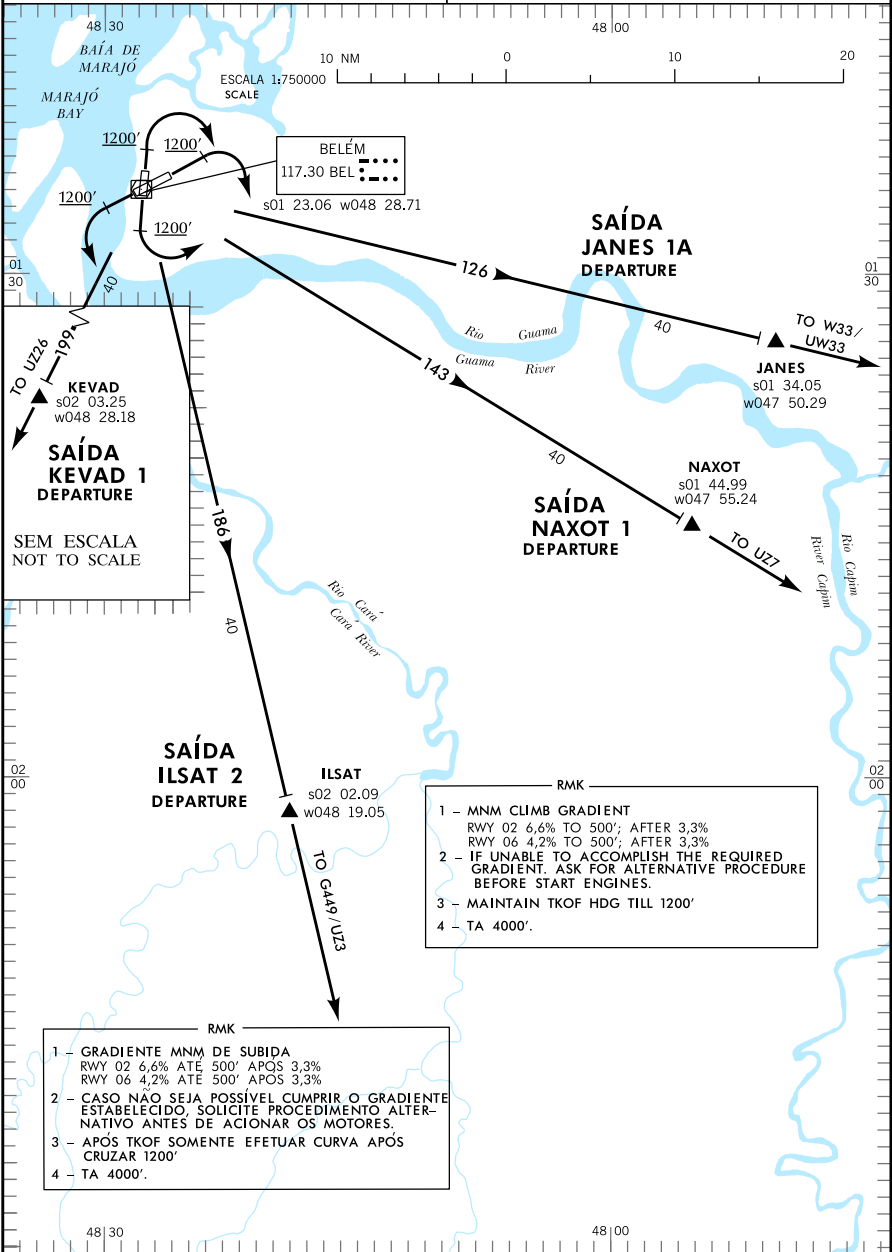 48 30
48 00
BAÍA DE
MARAJÓ
MARAJÓ
BAY
10 NM
0
10
20
ESCALA 1:750000
SCALE
1200'
1200'
1200'
1200'
BELÉM
117.30 BEL
s01 23.06 w048 28.71
SAÍDA
JANES 1A
DEPARTURE
01
30
01
30
126
40
TO W33/
UW33
JANES
s01 34.05
w047 50.29
Rio Guama
Guama River
40
199
TO UZ26
KEVAD
s02 03.25
w048 28.18
SAÍDA
KEVAD 1
DEPARTURE
SEM ESCALA
NOT TO SCALE
143
40
NAXOT
s01 44.99
w047 55.24
SAÍDA
NAXOT 1
DEPARTURE
TO UZ7
Rio Capim
River Capim
186
40
Rio Cará
Cará River
SAÍDA
ILSAT 2
DEPARTURE
ILSAT
s02 02.09
w048 19.05
TO G449/UZ3
02
00
02
00
RMK
1 – MNM CLIMB GRADIENT
RWY 02 6,6% TO 500'; AFTER 3,3%
RWY 06 4,2% TO 500'; AFTER 3,3%
2 – IF UNABLE TO ACCOMPLISH THE REQUIRED
GRADIENT. ASK FOR ALTERNATIVE PROCEDURE
BEFORE START ENGINES.
3 – MAINTAIN TKOF HDG TILL 1200'
4 – TA 4000'.
RMK
1 – GRADIENTE MNM DE SUBIDA
RWY 02 6,6% ATÉ 500' APÓS 3,3%
RWY 06 4,2% ATÉ 500' APÓS 3,3%
2 – CASO NÃO SEJA POSSÍVEL CUMPRIR O GRADIENTE
ESTABELECIDO, SOLICITE PROCEDIMENTO ALTER–
NATIVO ANTES DE ACIONAR OS MOTORES.
3 – APÓS TKOF SOMENTE EFETUAR CURVA APÓS
CRUZAR 1200'
4 – TA 4000'.
48 30
48 00